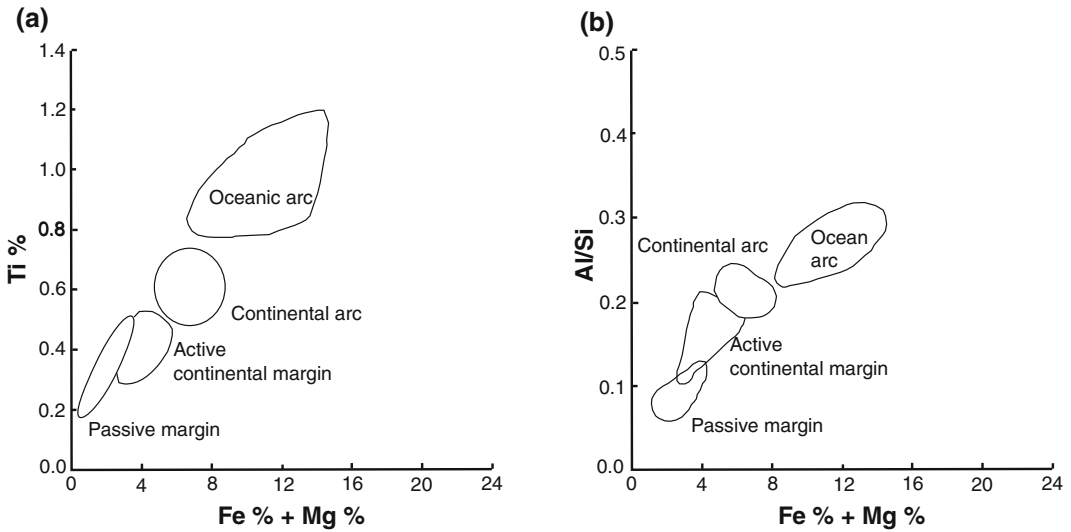 (a)
1.4
1.2
1.0
0.8
0.6
0.4
0.2
0.0
Ti %
Oceanic arc
Continental arc
Active
continental margin
Passive margin
0 4 8 12 16 20 24
Fe % + Mg %
(b)
0.5
0.4
0.3
0.2
0.1
0.0
Al/Si
Continental arc
Ocean
arc
Active
continental margin
Passive margin
0 4 8 12 16 20 24
Fe % + Mg %